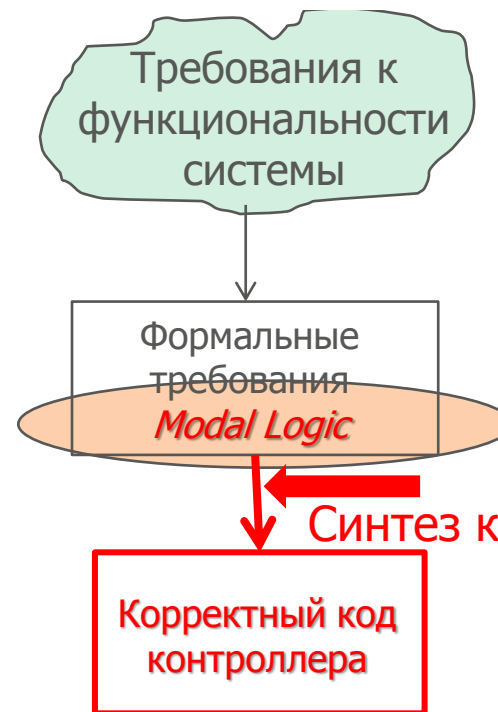 Требования к
функциональности
системы
Формальные
требования
Modal Logic
Синтез к
Корректный код
контроллера